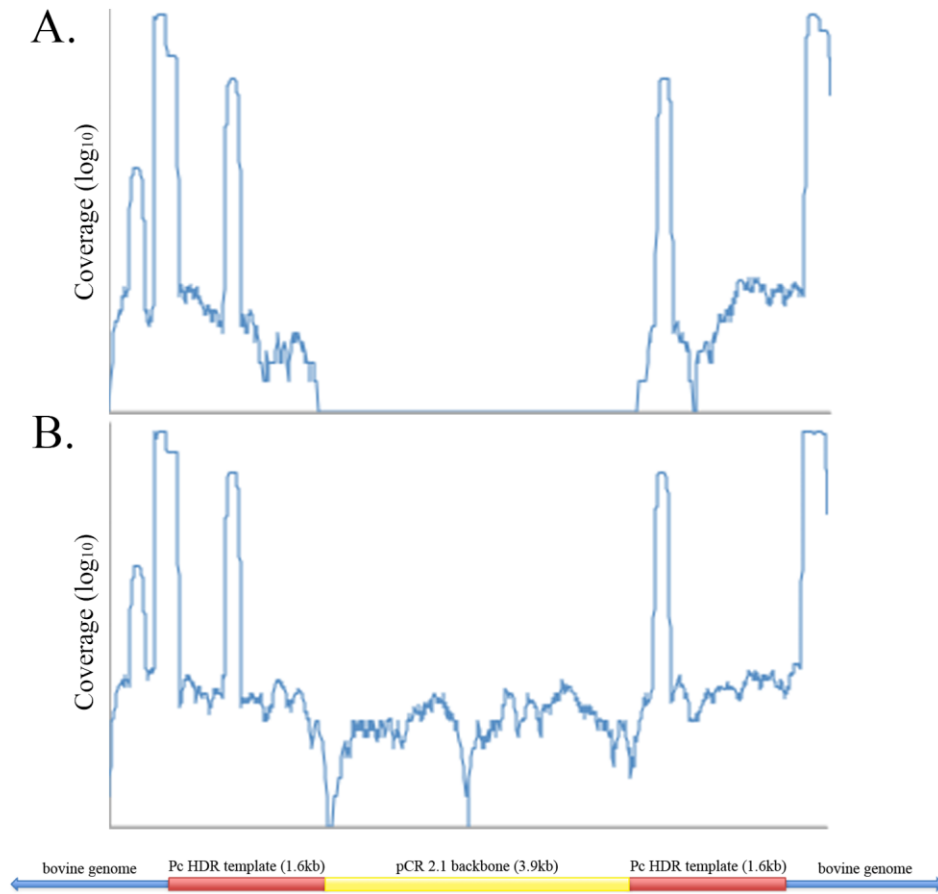 A.
Coverage (log10)
B.
Coverage (log10)
bovine genome
Pc HDR template (1.6kb)
pCR 2.1 backbone (3.9kb)
Pc HDR template (1.6kb)
bovine genome